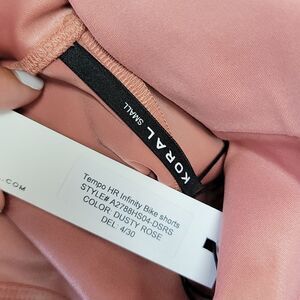 KORAL
SMALL
Tempo HR Infinity Bike shorts
STYLE# A2788HS04-DSRS
COLOR: DUSTY ROSE
DEL: 4/30
.COM